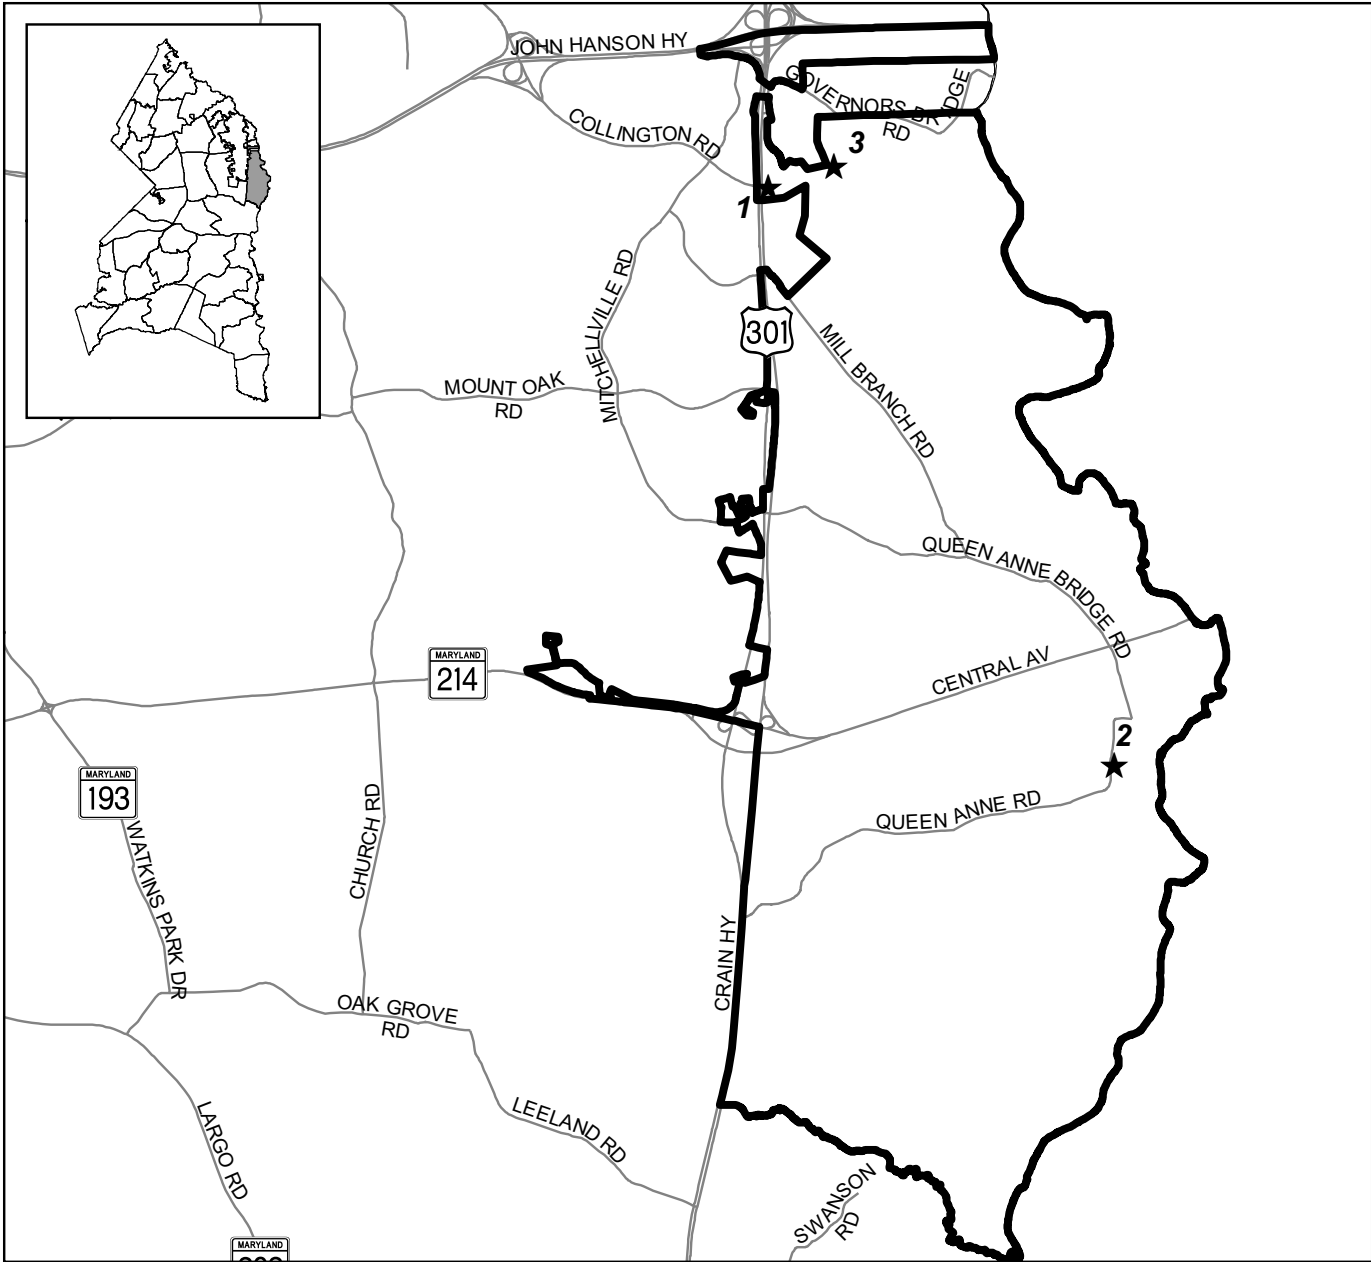 JOHN HANSON HY
GOVERNORS BRIDGE
RD
COLLINGTON RD
3
1
MITCHELLVILLE RD
301
MILL BRANCH RD
MOUNT OAK
RD
QUEEN ANNE BRIDGE RD
MARYLAND
214
CENTRAL AV
2
MARYLAND
193
QUEEN ANNE RD
CHURCH RD
WATKINS PARK DR
CRAIN HY
OAK GROVE
RD
LARGO RD
LEELAND RD
SWANSON
RD
MARYLAND